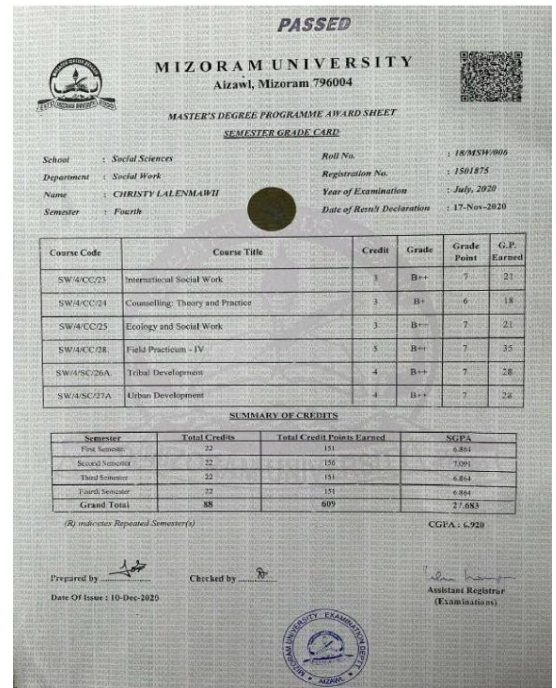 PASSED
MIZORAM UNIVERSITY
Aizawl, Mizoram 796004
MASTER'S DEGREE PROGRAMME AWARD SHEET
SEMESTER GRADE CARD
School : Social Sciences Roll No. : 18/MSW/006
Department : Social Work Registration No. : 1501875
Name : CHRISTY LALENMAWII Year of Examination : July, 2020
Semester : Fourth Date of Result Declaration : 17-Nov-2020
Course Code Course Title Credit Grade Grade Point G.P. Earned
SW/4/CC/23 International Social Work 3 B++ 7 21
SW/4/CC/24 Counselling: Theory and Practice 3 B+ 6 18
SW/4/CC/25 Ecology and Social Work 3 B++ 7 21
SW/4/CC/28 Field Practicum - IV 5 B++ 7 35
SW/4/SC/26A Tribal Development 4 B++ 7 28
SW/4/SC/27A Urban Development 4 B++ 7 28
SUMMARY OF CREDITS
Semester Total Credits Total Credit Points Earned SGPA
First Semester 22 151 6.864
Second Semester 22 156 7.091
Third Semester 22 151 6.864
Fourth Semester 22 151 6.864
Grand Total 88 609 27.683
(R) indicates Repeated Semester(s) CGPA : 6.920
Prepared by Checked by
Assistant Registrar
Date Of Issue : 10-Dec-2020 (Examinations)
MIZORAM UNIVERSITY EXAMINATION DEPTT
AIZAWL